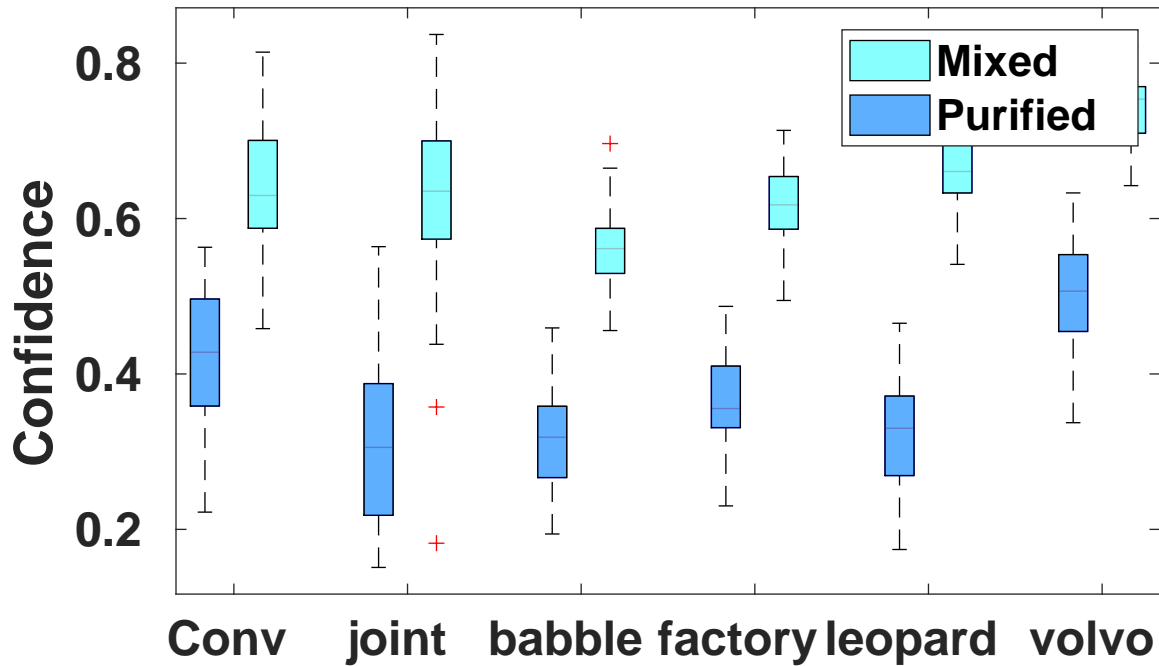 Confidence
0.8
0.6
0.4
0.2
Mixed
Purified
Conv joint babble factory leopard volvo